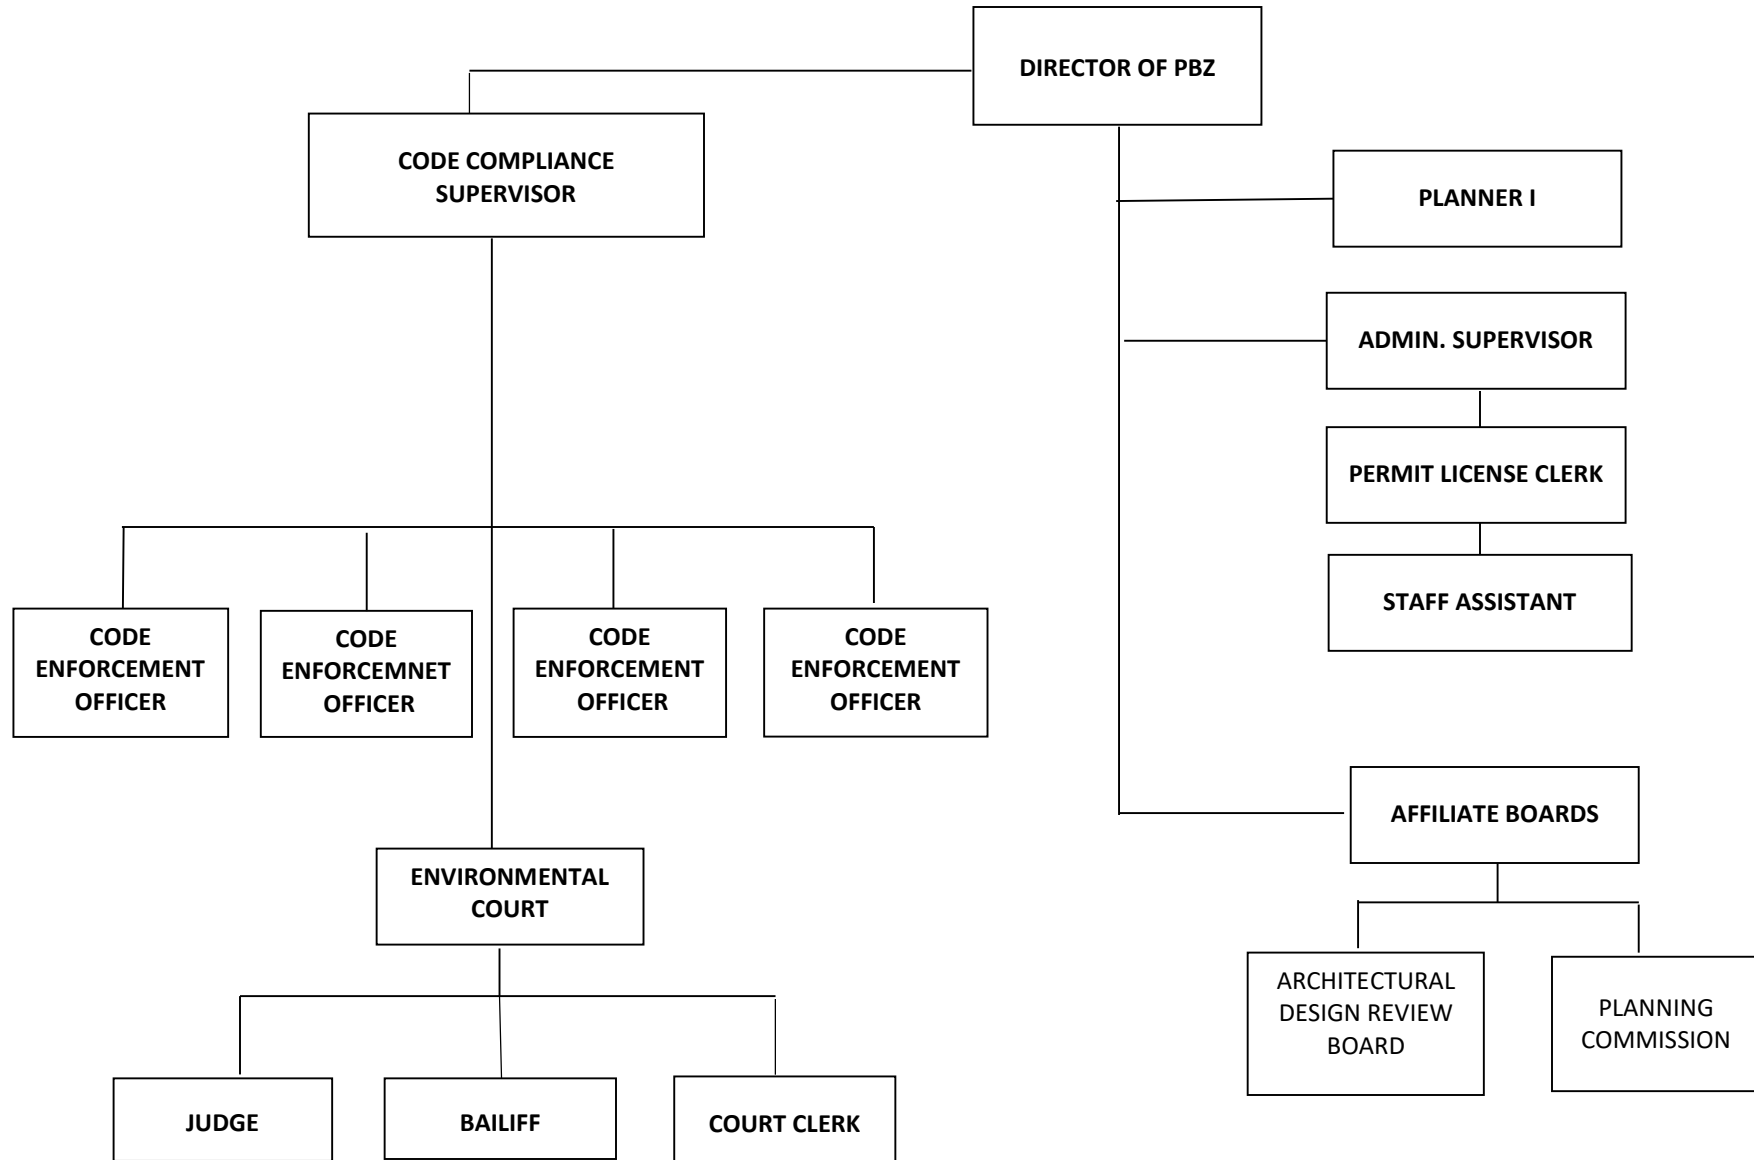 DIRECTOR OF PBZ
CODE COMPLIANCE
SUPERVISOR
PLANNER I
ADMIN. SUPERVISOR
PERMIT LICENSE CLERK
STAFF ASSISTANT
CODE
ENFORCEMENT
OFFICER
CODE
ENFORCEMNET
OFFICER
CODE
ENFORCEMENT
OFFICER
CODE
ENFORCEMENT
OFFICER
AFFILIATE BOARDS
ENVIRONMENTAL
COURT
ARCHITECTURAL
DESIGN REVIEW
BOARD
PLANNING
COMMISSION
JUDGE
BAILIFF
COURT CLERK